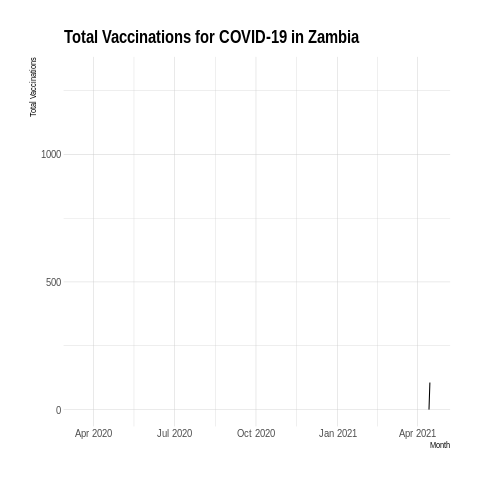 Total Vaccinations for COVID-19 in Zambia
Total Vaccinations
1000
500
0
Apr 2020 Jul 2020 Oct 2020 Jan 2021 Apr 2021
Month